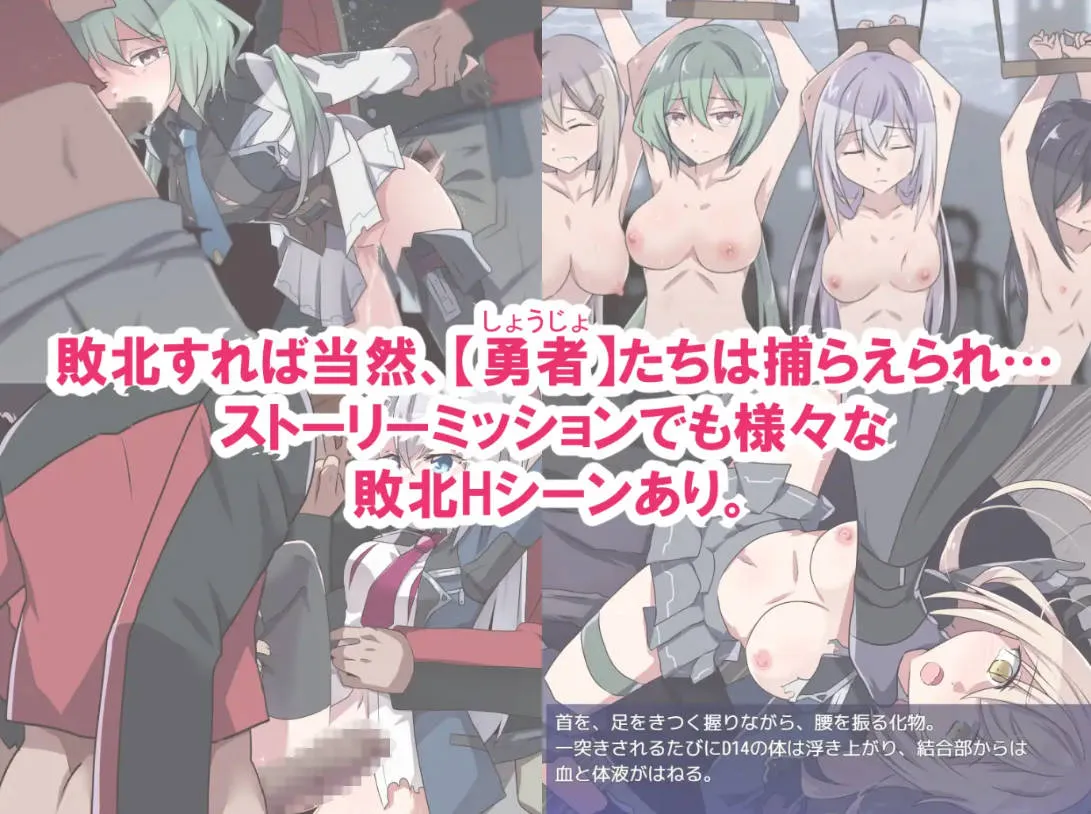 しょうじょ
敗北すれば当然、【勇者】たちは捕らえられ…
ストーリーミッションでも様々な
敗北Hシーンあり。
首を、足をきつく握りながら、腰を振る化物。
一突きされるたびにD14の体は浮き上がり、結合部からは
血と体液がはねる。